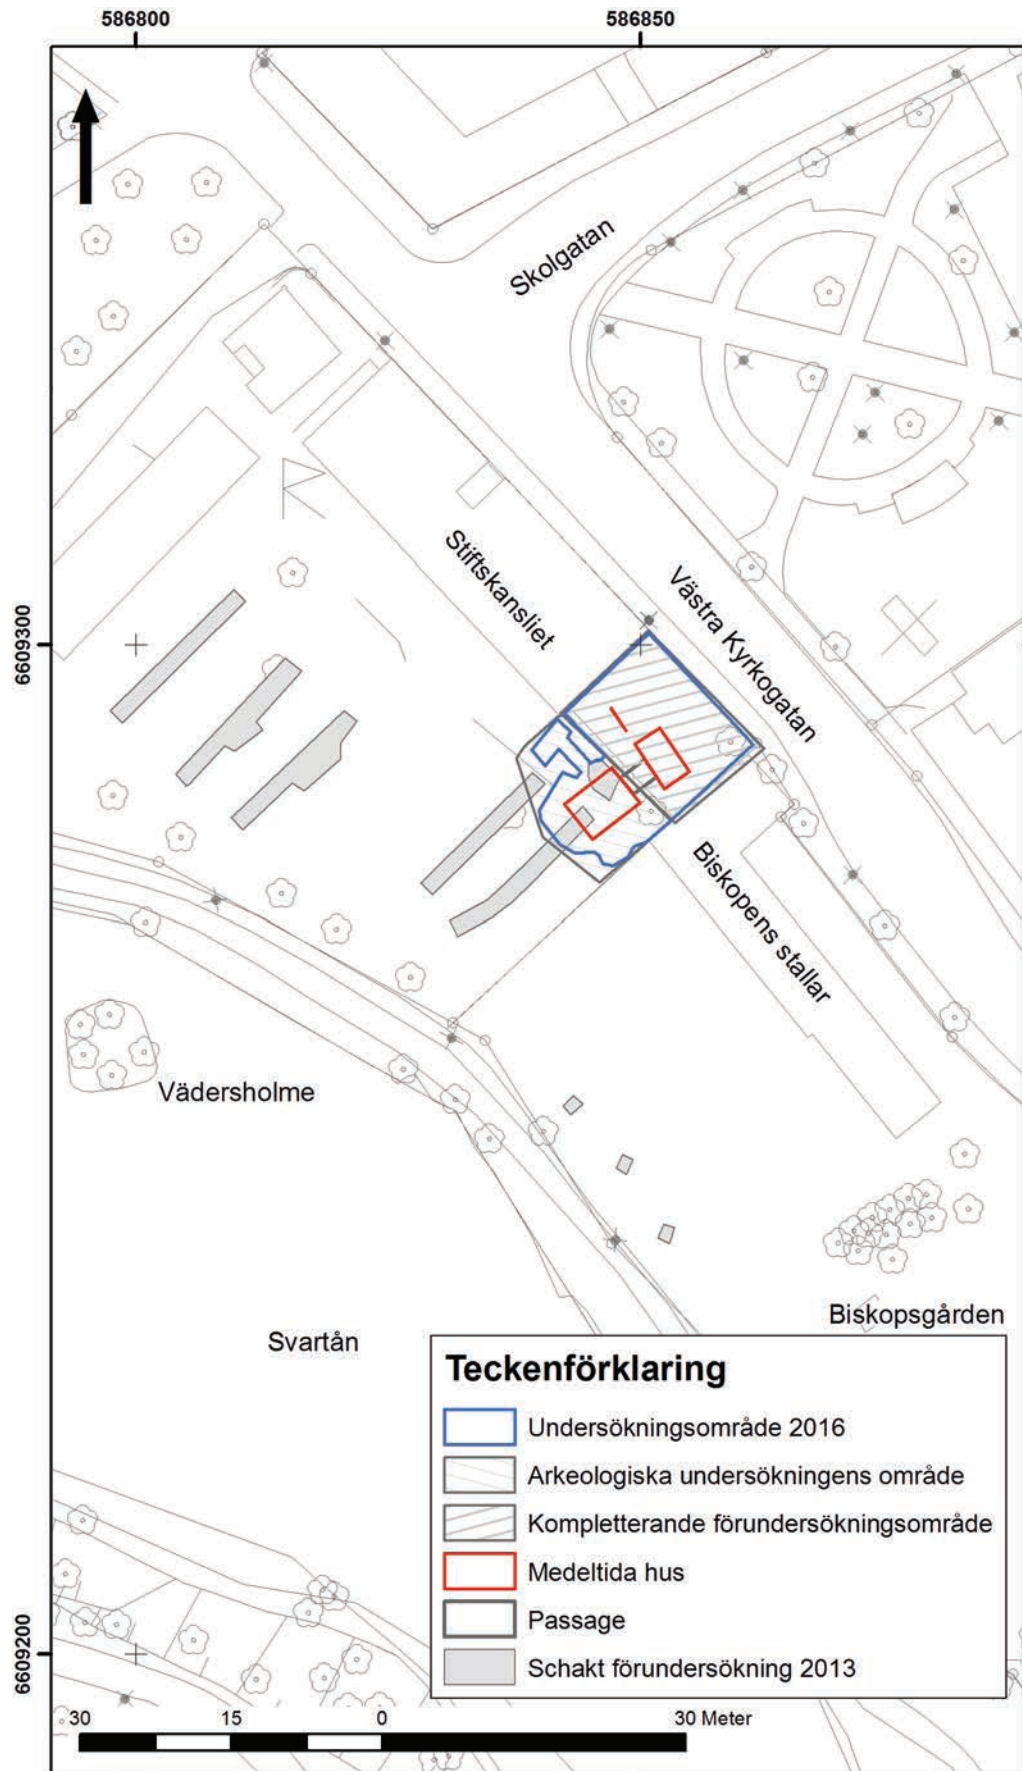 586800
586850
Skolgatan
Stiftskansliet
Västra Kyrkogatan
6609300
Biskopens stallar
Vädersholme
Biskopsgården
Svartån
Teckenförklaring
Undersökningsområde 2016
Arkeologiska undersökningens område
Kompletterande förundersökningsområde
Medeltida hus
Passage
Schakt förundersökning 2013
6609200
30 15 0 30 Meter